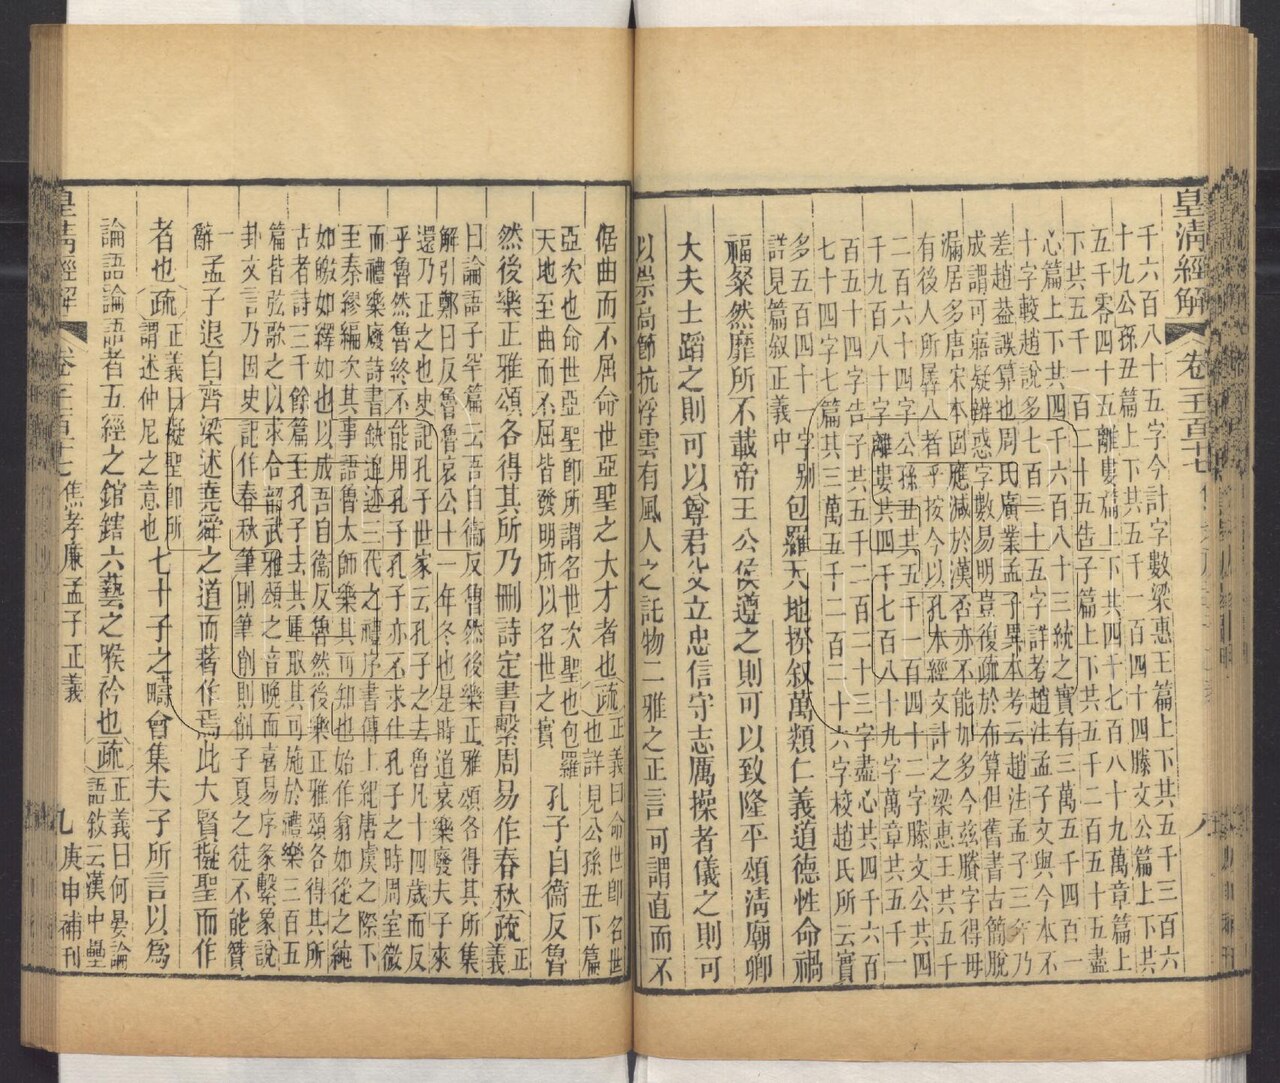 皇清經解
千六百八十五字今計字數梁惠王篇上下共五千三百六
十九公孫丑篇上下共五千一百四十四滕文公篇上下共
五千零四十五離婁篇上下共四千七百八十九萬章篇上
下共五千一百二十五告子篇上下共五千二百五十五盡
心篇上下共四千六百八十三統之實有三萬五千四百一
十字較趙說多七百二十五字詳考趙注孟子文與今本不
差趙益誤算也周氏廣業孟子異本考云趙注孟子三年乃
成謂可寤疑辨惑字數易明豈復疏於布算但舊書古簡脫
漏居多唐宋本固應減於漢否亦不能加多今茲賸字得毋
有後人所羼入者乎按今以孔本經文計之梁惠王共五千
二百六十四字公孫丑共五千一百四十二字滕文公共四
千九百八十字離婁共四千七百八十九字萬章共五千一
百五十四字告子共五千二百二十三字盡心共四千六百
七十四字七篇共三萬五千二百二十六字校趙氏所云實
多五百四十一字別
詳見篇叙正義中
包羅天地揆叙萬類仁義道德性命禍
福粲然靡所不載帝王公侯遵之則可以致隆平頌清廟卿
大夫士蹈之則可以尊君父立忠信守志厲操者儀之則可
以崇高節抗浮雲有風人之託物二雅之正言可謂直而不
倨曲而不屈命世亞聖之大才者也疏正義曰命世卽名世
也詳見公孫丑下篇
亞次也命世亞聖卽所謂名世次聖也包羅
天地至曲而不屈皆發明所以名世之實
孔子自衞反魯
然後樂正雅頌各得其所乃刪詩定書繫周易作春秋疏正
義
曰論語子罕篇云吾自衞反魯然後樂正雅頌各得其所集
解引鄭曰反魯魯哀公十一年冬也是時道衰樂廢夫子來
還乃正之也史記孔子世家云孔子之去魯凡十四歲而反
乎魯然魯終不能用孔子孔子亦不求仕孔子之時周室微
而禮樂廢詩書缺追迹三代之禮序書傳上紀唐虞之際下
至秦繆編次其事語魯太師樂其可知也始作翕如從之純
如皦如繹如也以成吾自衞反魯然後樂正雅頌各得其所
古者詩三千餘篇至孔子去其重取其可施於禮樂三百五
篇皆弦歌之以求合韶武雅頌之音晚而喜易序彖繫象說
卦文言乃因史記作春秋筆則筆削則削子夏之徒不能贊
一
辭
孟子退自齊梁述堯舜之道而著作焉此大賢擬聖而作
者也疏正義曰擬聖卽所
謂述仲尼之意也
七十子之疇會集夫子所言以爲
論語論語者五經之錧鎋六藝之喉衿也疏正義曰何晏論
語敘云漢中壘
皇清經解
焦孝廉孟子正義
九
庚申補刊